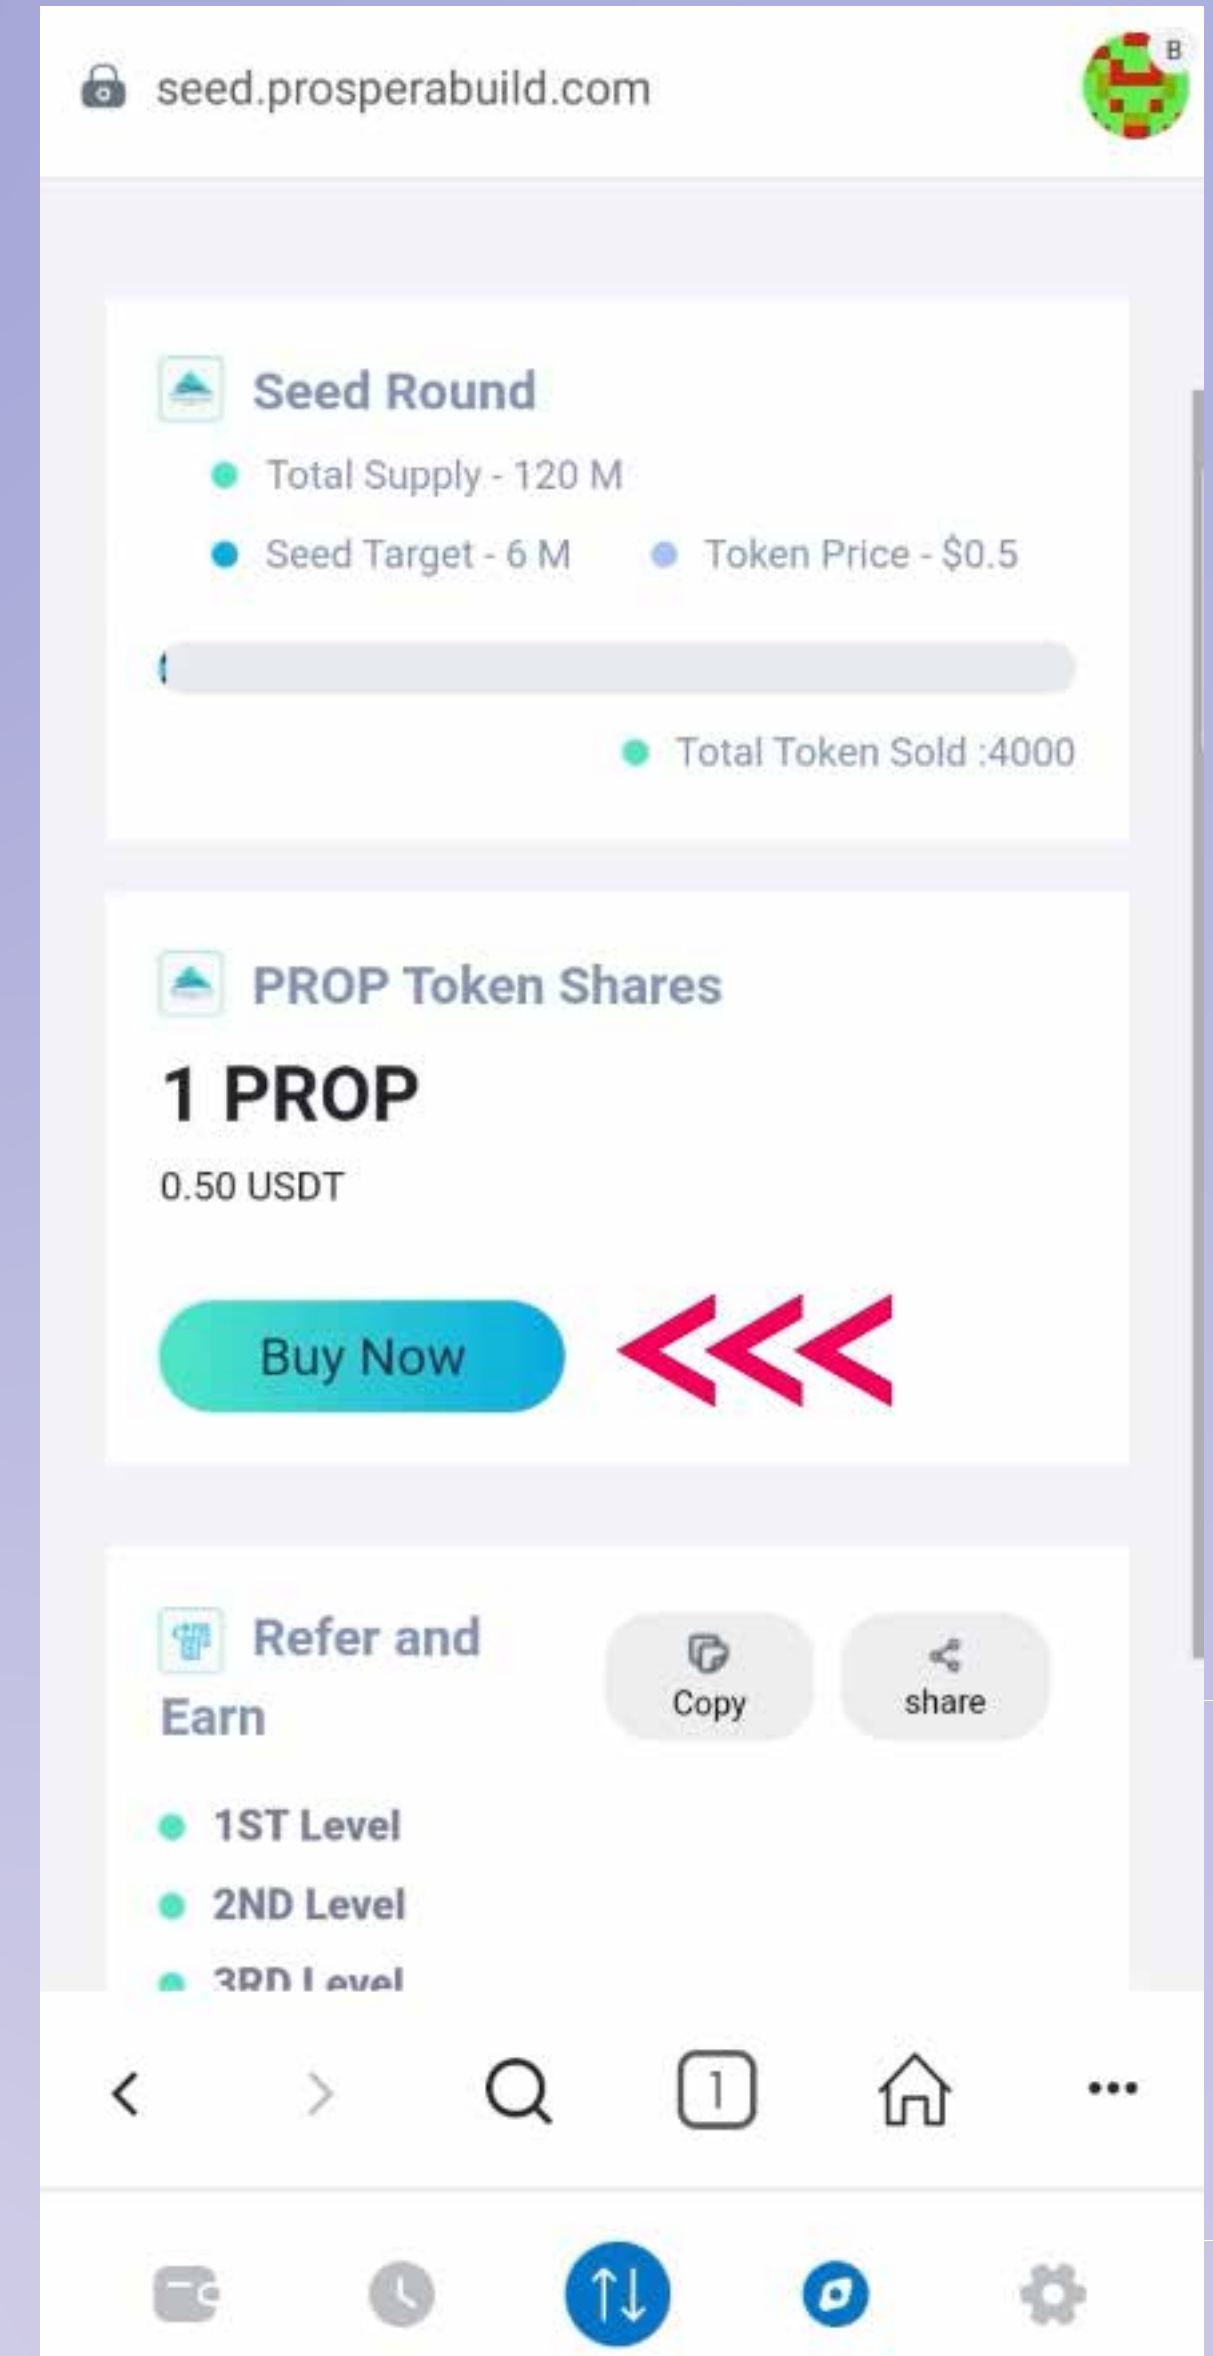 seed.prosperabuild.com
B
Seed Round
Total Supply - 120 M
Seed Target - 6 M
Token Price - $0.5
Total Token Sold :4000
PROP Token Shares
1 PROP
0.50 USDT
Buy Now
Refer and
Earn
Copy
share
1ST Level
2ND Level
3RD Level
1